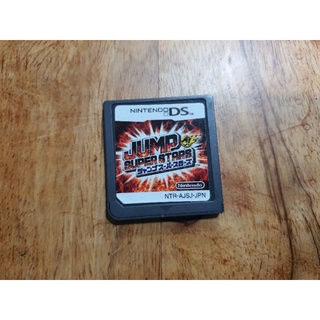 NINTENDO DS™
JUMP
SUPER STARS
ジャンプスーパースターズ
Nintendo
NTR-AJSJ-JPN